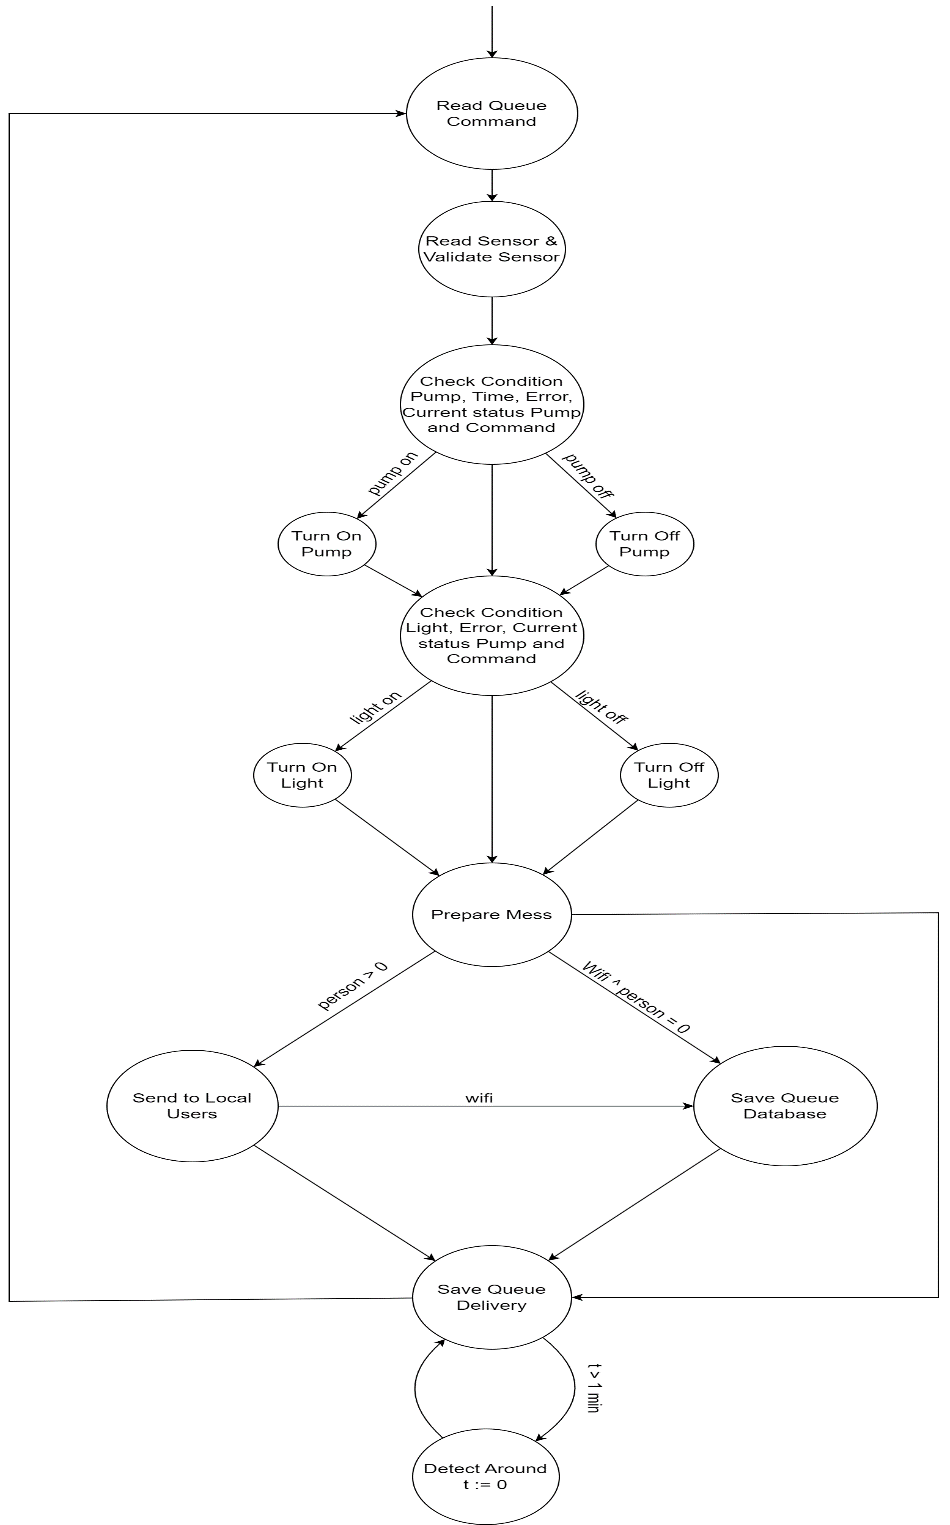 Read Queue
Command
Read Sensor &
Validate Sensor
Check Condition
Pump, Time, Error,
Current status Pump
and Command
pump on
pump off
Turn On
Pump
Turn Off
Pump
Check Condition
Light, Error, Current
status Pump and
Command
light on
light off
Turn On
Light
Turn Off
Light
Prepare Mess
person > 0
Wifi ^ person = 0
Send to Local
Users
wifi
Save Queue
Database
Save Queue
Delivery
t > 1 min
Detect Around
t := 0